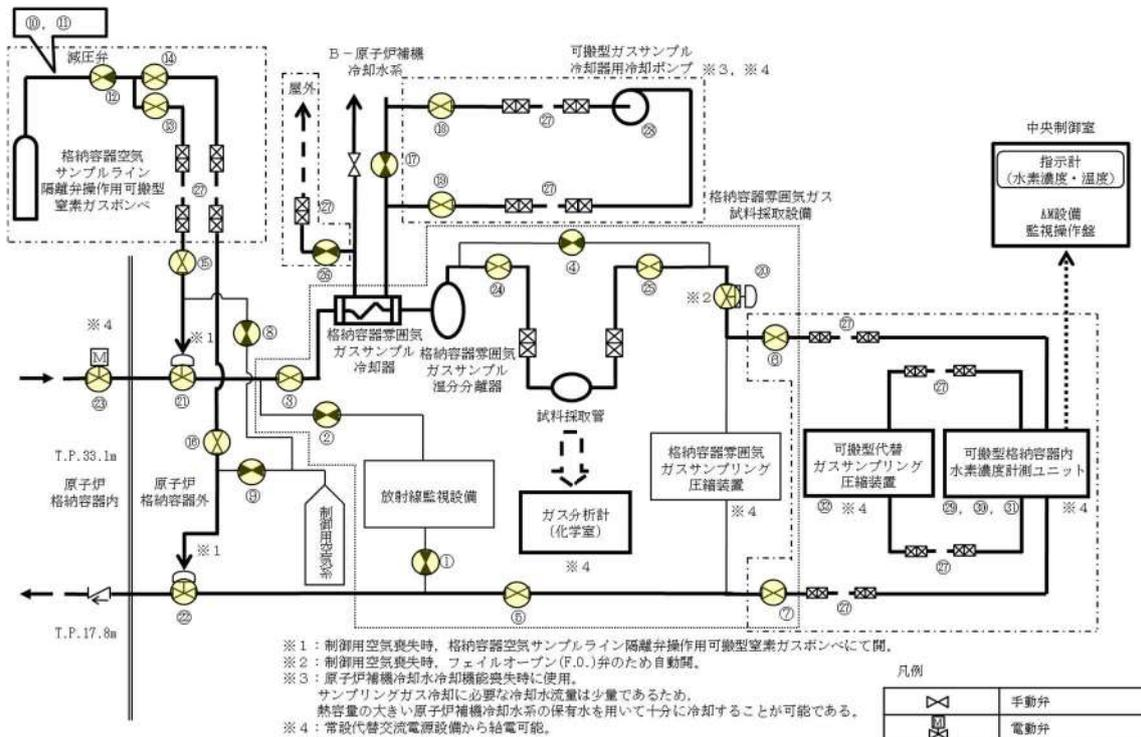 ⑩，⑪
減圧弁
⑭
⑫
⑬
格納容器空気
サンプルライン
隔離弁操作用可搬型
窒素ガスボンベ
㉗
⑮
Ｂ－原子炉補機
冷却水系
屋外
㉗
㉖
可搬型ガスサンプル
冷却器用冷却ポンプ
※３，※４
⑱
㉗
㉘
⑰
⑲
㉗
格納容器雰囲気ガス
試料採取設備
中央制御室
指示計
（水素濃度・温度）
AM設備
監視操作盤
※４
M
㉓
※１
㉑
⑧
③
②
格納容器雰囲気
ガスサンプル
冷却器
格納容器雰囲気
ガスサンプル
湿分分離器
④
㉔
㉕
⑳
※２
試料採取管
⑥
㉗
㉗
T.P.33.1m
原子炉
格納容器内
原子炉
格納容器外
⑯
⑨
制御用空気系
放射線監視設備
①
ガス分析計
（化学室）
※４
格納容器雰囲気
ガスサンプリング
圧縮装置
※４
可搬型代替
ガスサンプリング
圧縮装置
㉜ ※４
可搬型格納容器内
水素濃度計測ユニット
㉙，㉚，㉛ ※４
㉗
※１
㉒
⑤
⑦
㉗
T.P.17.8m
※１：制御用空気喪失時，格納容器空気サンプルライン隔離弁操作用可搬型窒素ガスボンベにて開。
※２：制御用空気喪失時，フェイルオープン(F.O.)弁のため自動開。
※３：原子炉補機冷却水冷却機能喪失時に使用。
サンプリングガス冷却に必要な冷却水流量は少量であるため，
熱容量の大きい原子炉補機冷却水系の保有水を用いて十分に冷却することが可能である。
※４：常設代替交流電源設備から給電可能。
凡例
手動弁
M
電動弁